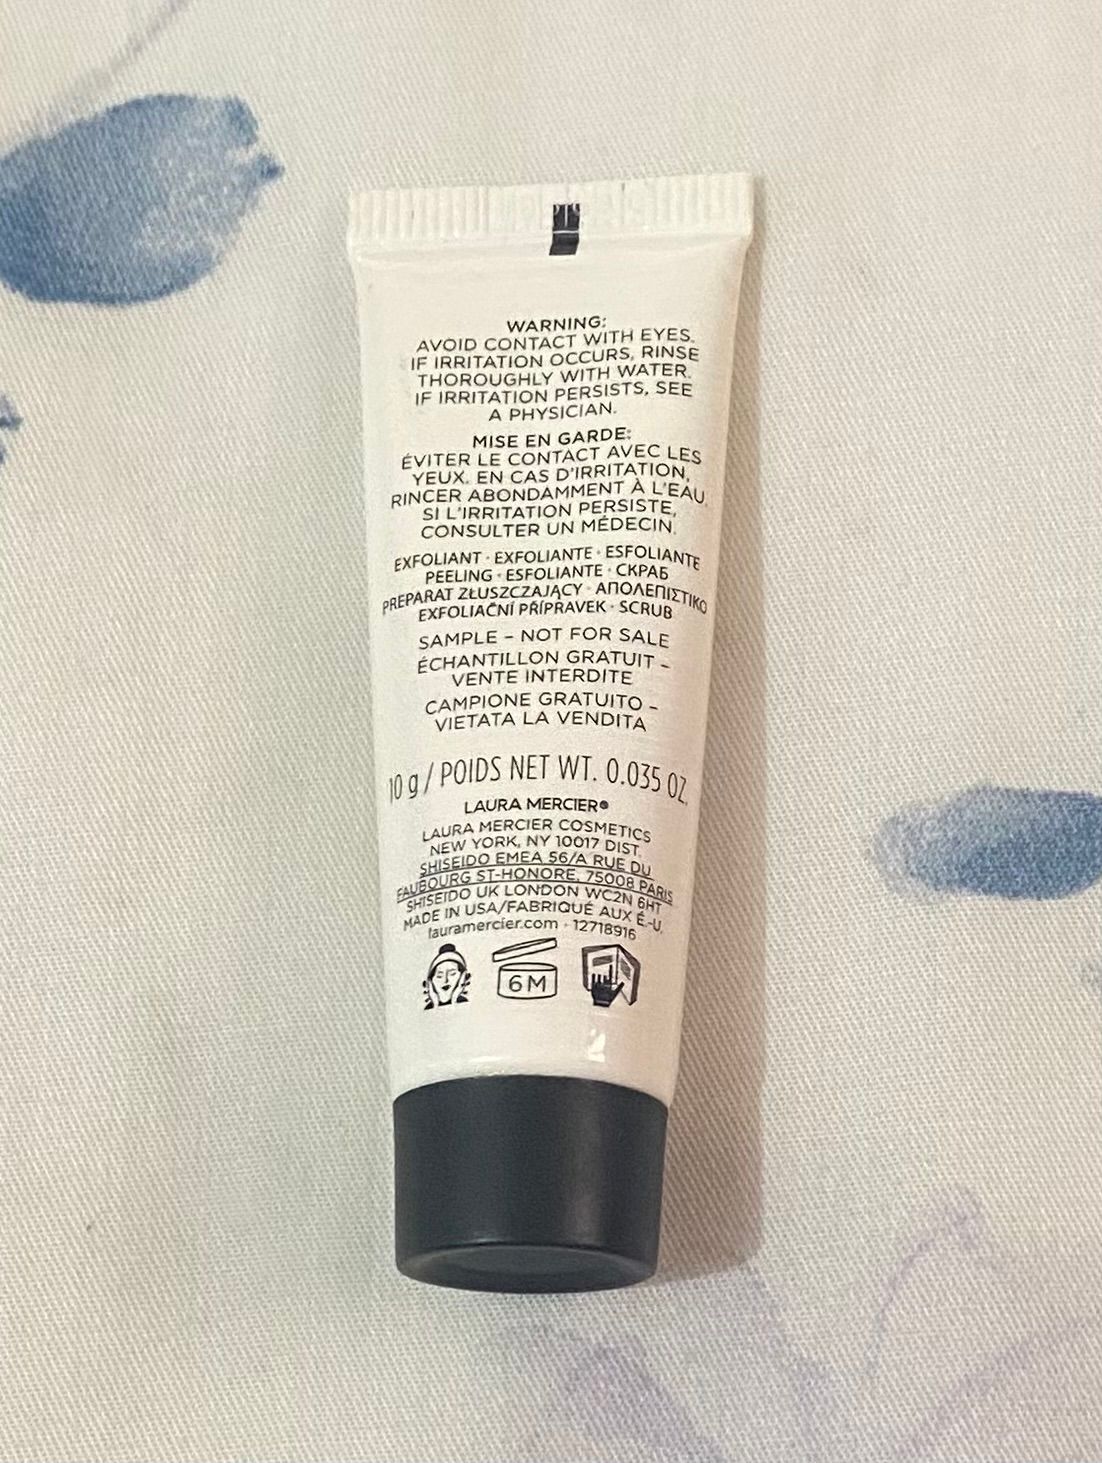 WARNING:
AVOID CONTACT WITH EYES.
IF IRRITATION OCCURS, RINSE
THOROUGHLY WITH WATER.
IF IRRITATION PERSISTS, SEE
A PHYSICIAN.
MISE EN GARDE:
ÉVITER LE CONTACT AVEC LES
YEUX. EN CAS D'IRRITATION,
RINCER ABONDAMMENT À L'EAU.
SI L'IRRITATION PERSISTE,
CONSULTER UN MÉDECIN.
EXFOLIANT · EXFOLIANTE · ESFOLIANTE
PEELING · ESFOLIANTE · СКРАБ
PREPARAT ZŁUSZCZAJĄCY · ΑΠΟΛΕΠΙΣΤΙΚΟ
EXFOLIAČNÍ PŘÍPRAVEK · SCRUB
SAMPLE – NOT FOR SALE
ÉCHANTILLON GRATUIT –
VENTE INTERDITE
CAMPIONE GRATUITO –
VIETATA LA VENDITA
10 g / POIDS NET WT. 0.035 OZ.
LAURA MERCIER®
LAURA MERCIER COSMETICS
NEW YORK, NY 10017 DIST.
SHISEIDO EMEA 56/A RUE DU
FAUBOURG ST-HONORE, 75008 PARIS
SHISEIDO UK LONDON WC2N 6HT
MADE IN USA/FABRIQUÉ AUX É.-U.
lauramercier.com · 12718916
6M